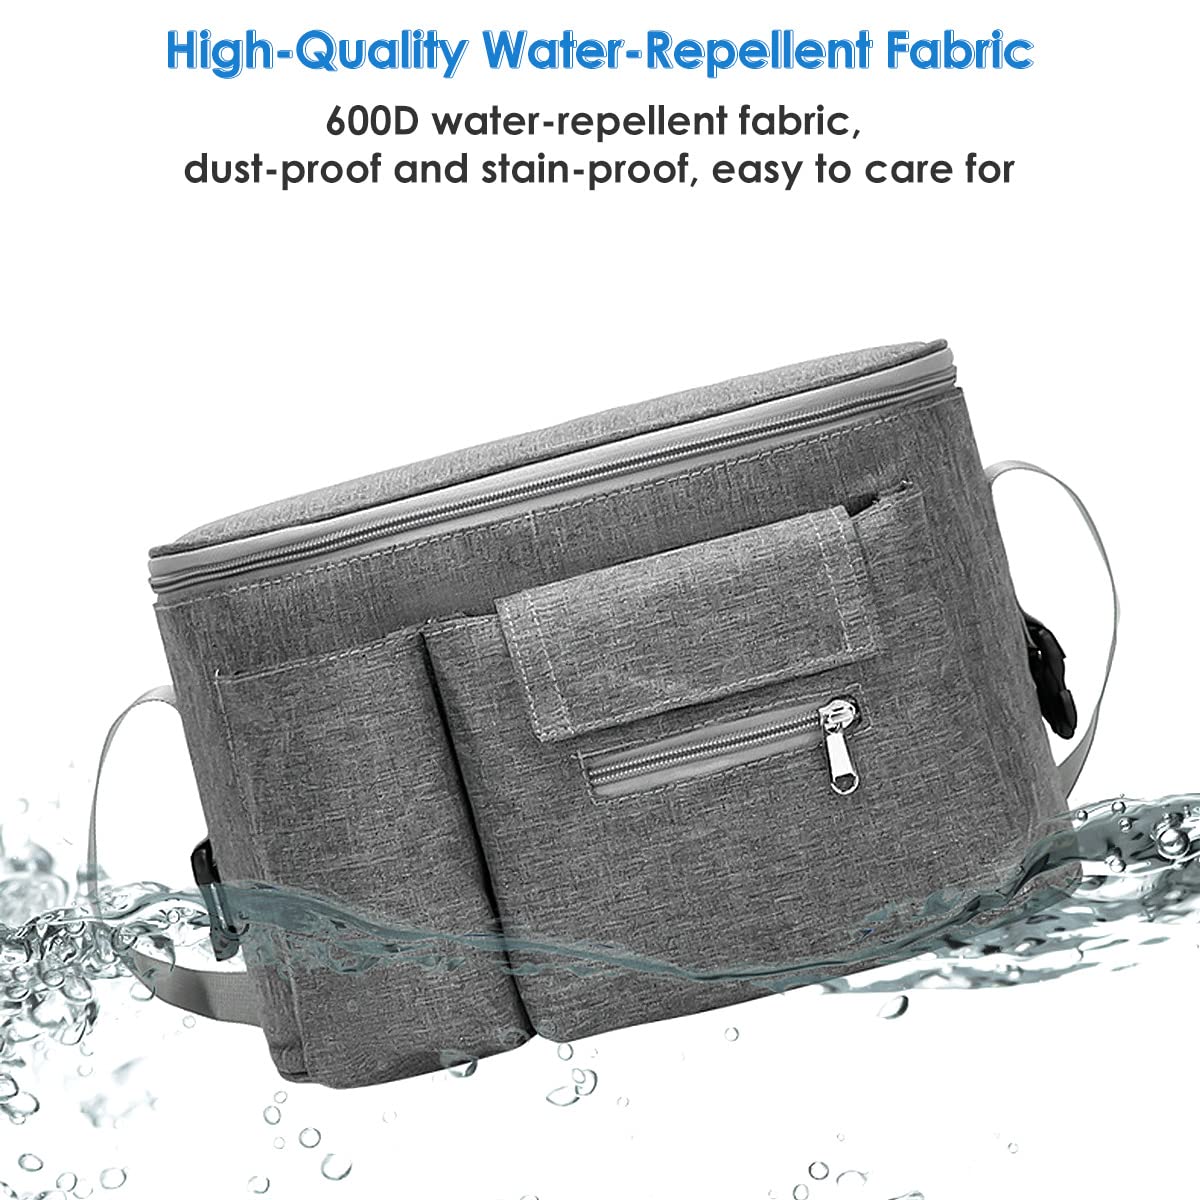 High-Quality Water-Repellent Fabric
600D water-repellent fabric,
dust-proof and stain-proof, easy to care for